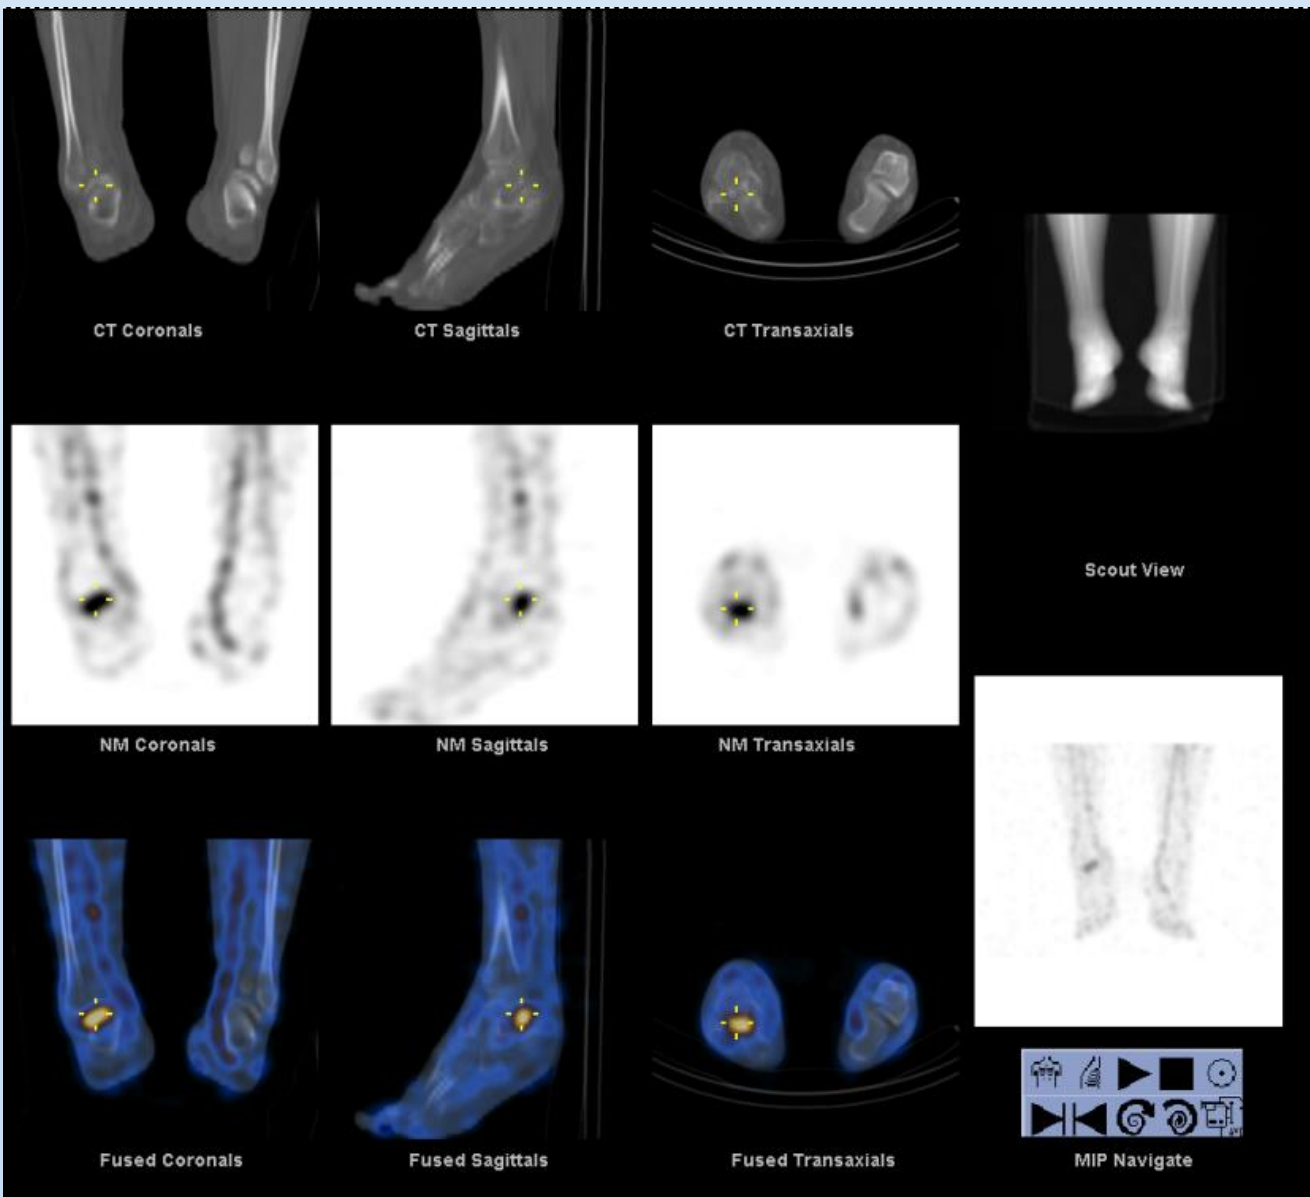 CT Coronals
CT Sagittals
CT Transaxials
Scout View
NM Coronals
NM Sagittals
NM Transaxials
Fused Coronals
Fused Sagittals
Fused Transaxials
MIP Navigate